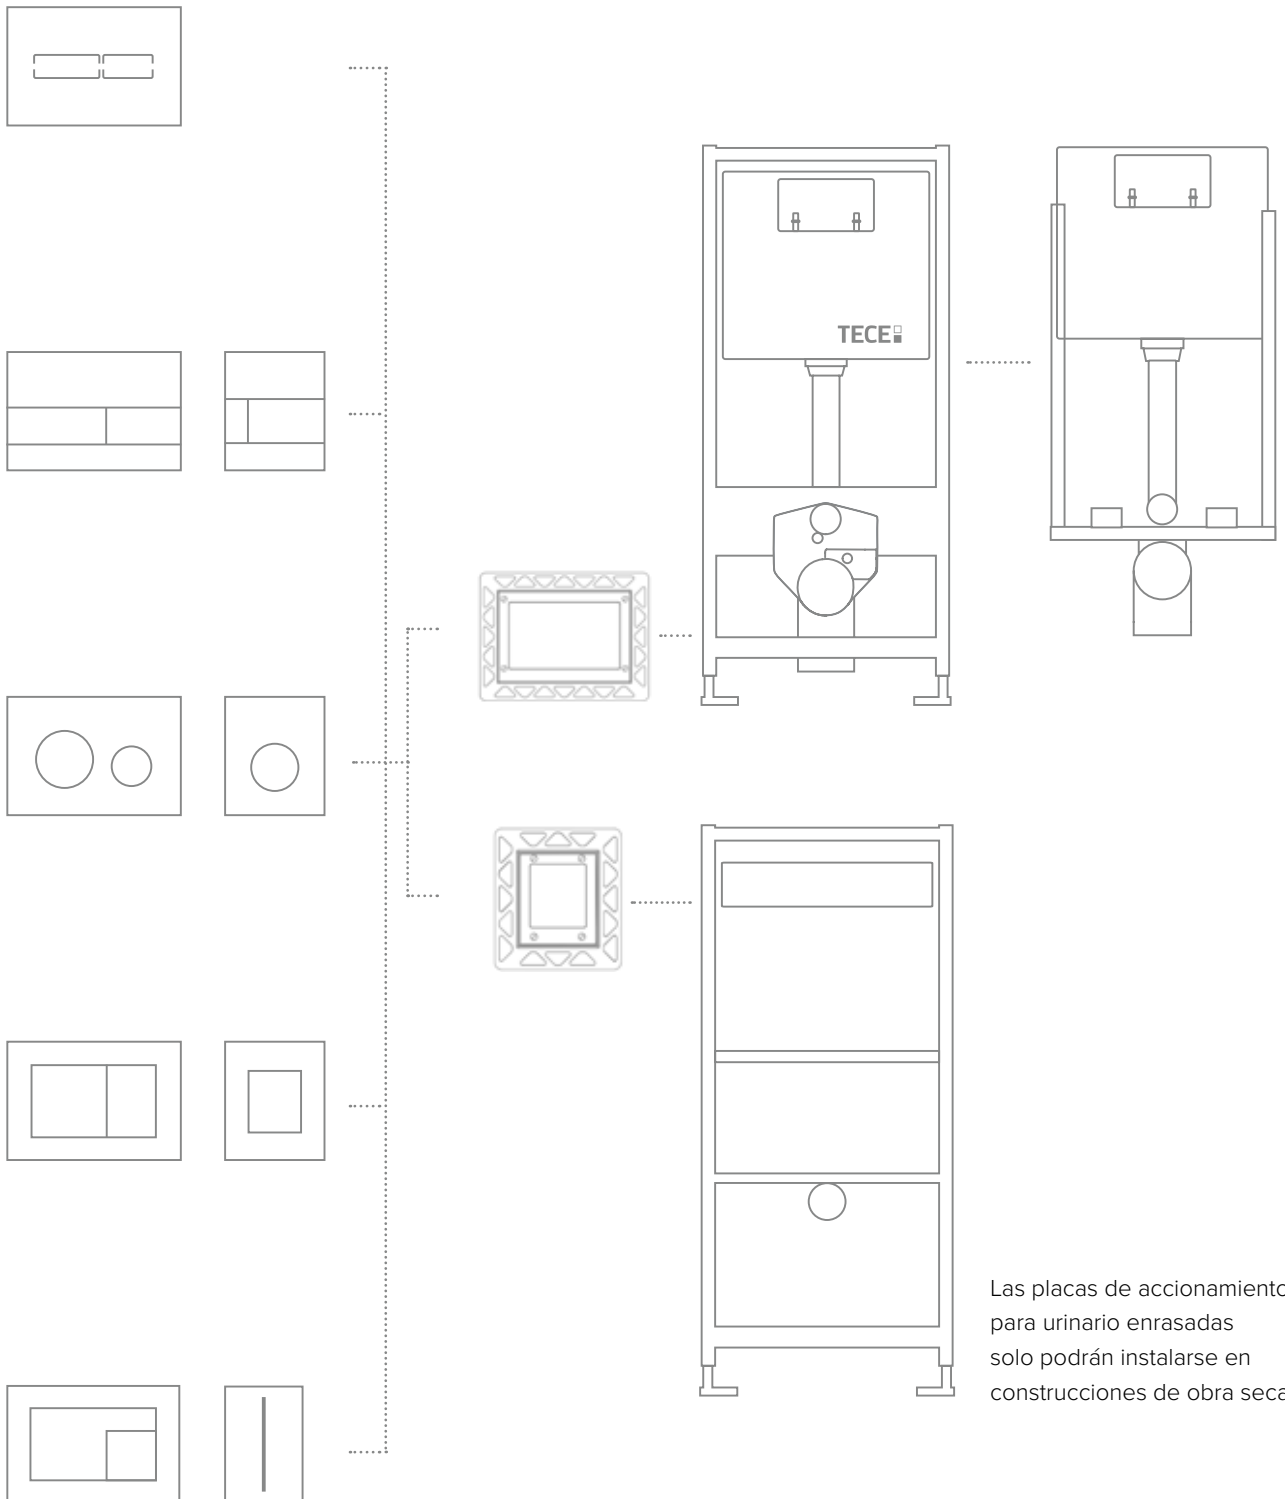 TECE
Las placas de accionamiento
para urinario enrasadas
solo podrán instalarse en
construcciones de obra seca